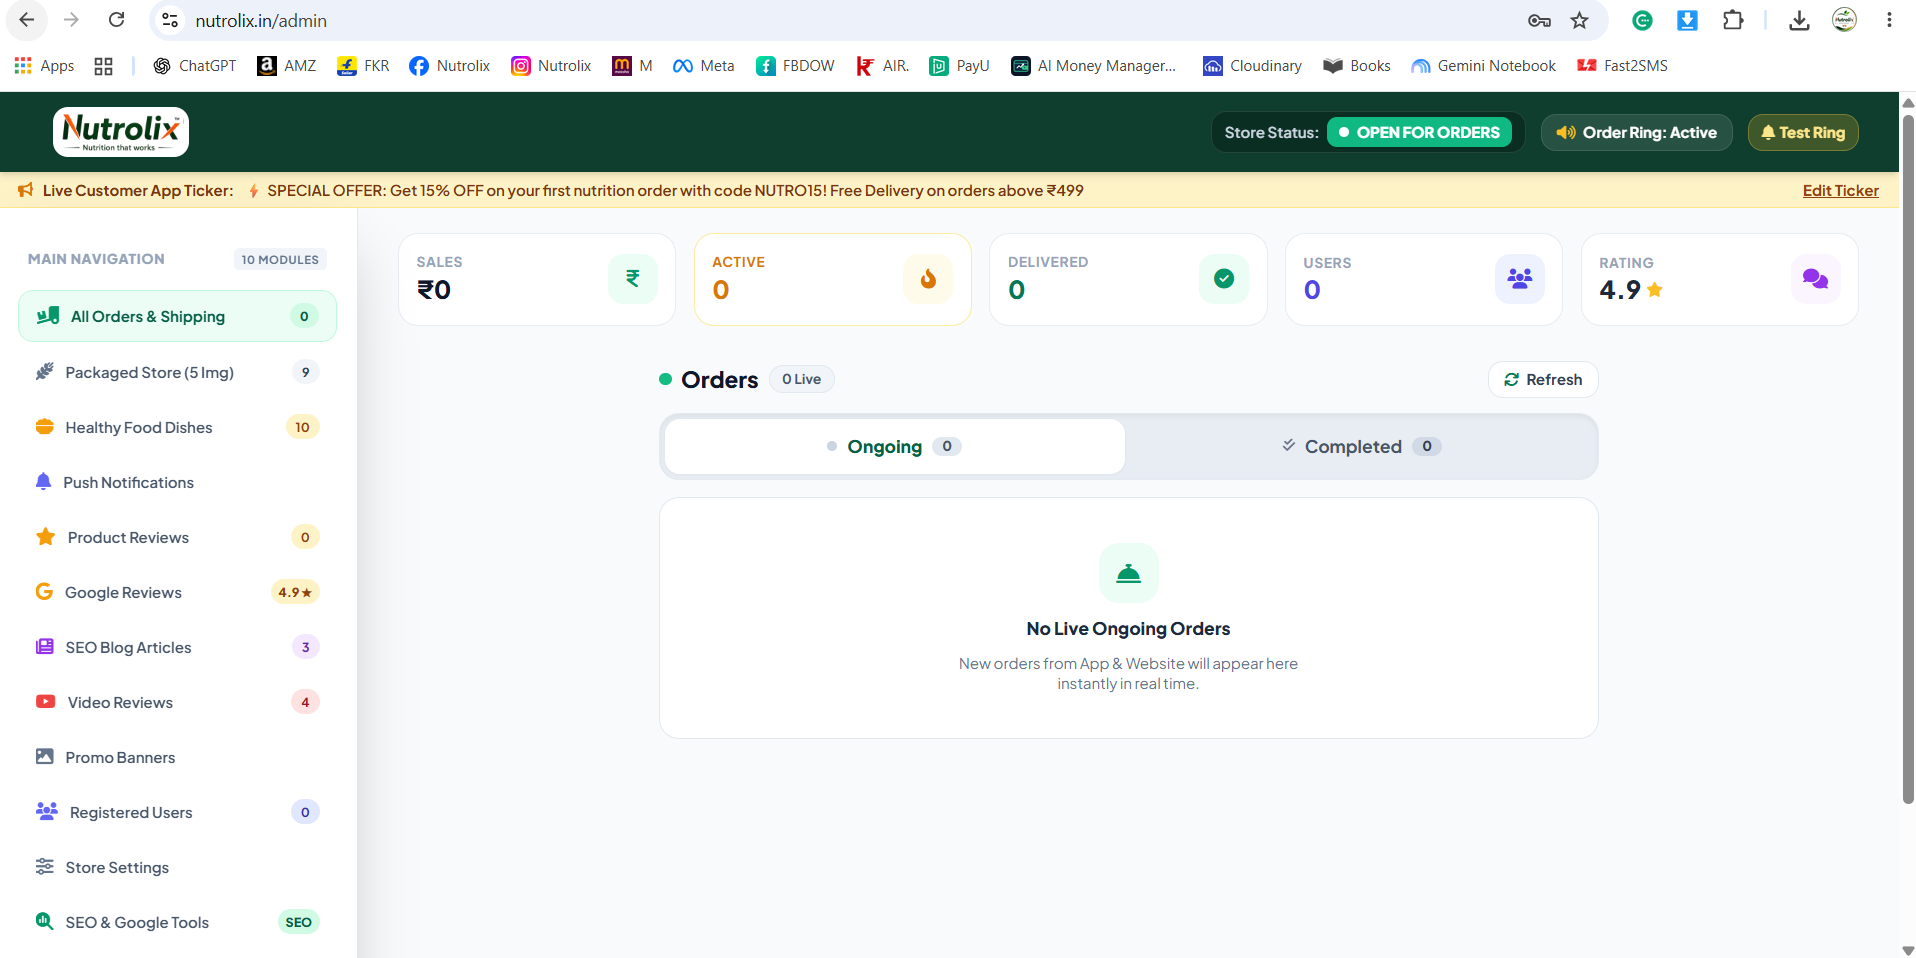 nutrolix.in/admin
Apps ChatGPT AMZ FKR Nutrolix Nutrolix M Meta FBDOW AIR. PayU AI Money Manager... Cloudinary Books Gemini Notebook Fast2SMS
Nutrolix
Nutrition that works
Store Status: OPEN FOR ORDERS Order Ring: Active Test Ring
Live Customer App Ticker: SPECIAL OFFER: Get 15% OFF on your first nutrition order with code NUTRO15! Free Delivery on orders above ₹499 Edit Ticker
MAIN NAVIGATION 10 MODULES
All Orders & Shipping 0
Packaged Store (5 Img) 9
Healthy Food Dishes 10
Push Notifications
Product Reviews 0
Google Reviews 4.9★
SEO Blog Articles 3
Video Reviews 4
Promo Banners
Registered Users 0
Store Settings
SEO & Google Tools SEO
SALES
₹0
ACTIVE
0
DELIVERED
0
USERS
0
RATING
4.9
Orders 0 Live Refresh
Ongoing 0 Completed 0
No Live Ongoing Orders
New orders from App & Website will appear here
instantly in real time.